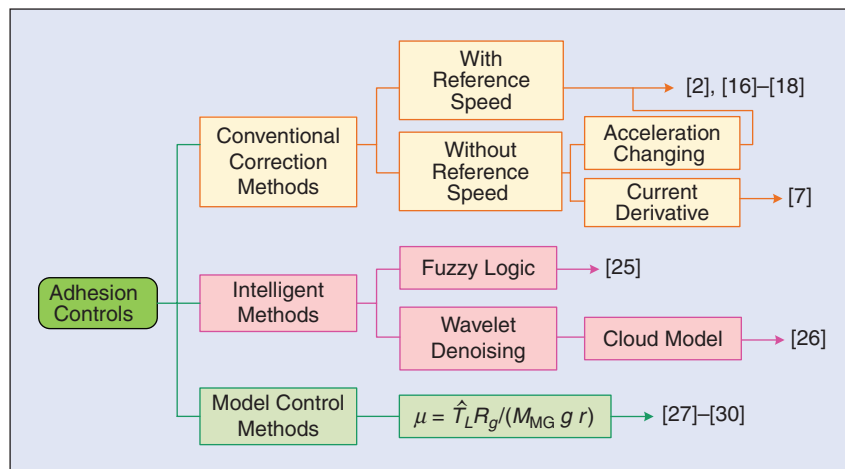 With
Reference
Speed
[2], [16]–[18]
Conventional
Correction
Methods
Without
Reference
Speed
Acceleration
Changing
Current
Derivative
[7]
Adhesion
Controls
Intelligent
Methods
Fuzzy Logic
[25]
Wavelet
Denoising
Cloud Model
[26]
Model Control
Methods
μ = T̂_L R_g/(M_MG g r)
[27]–[30]